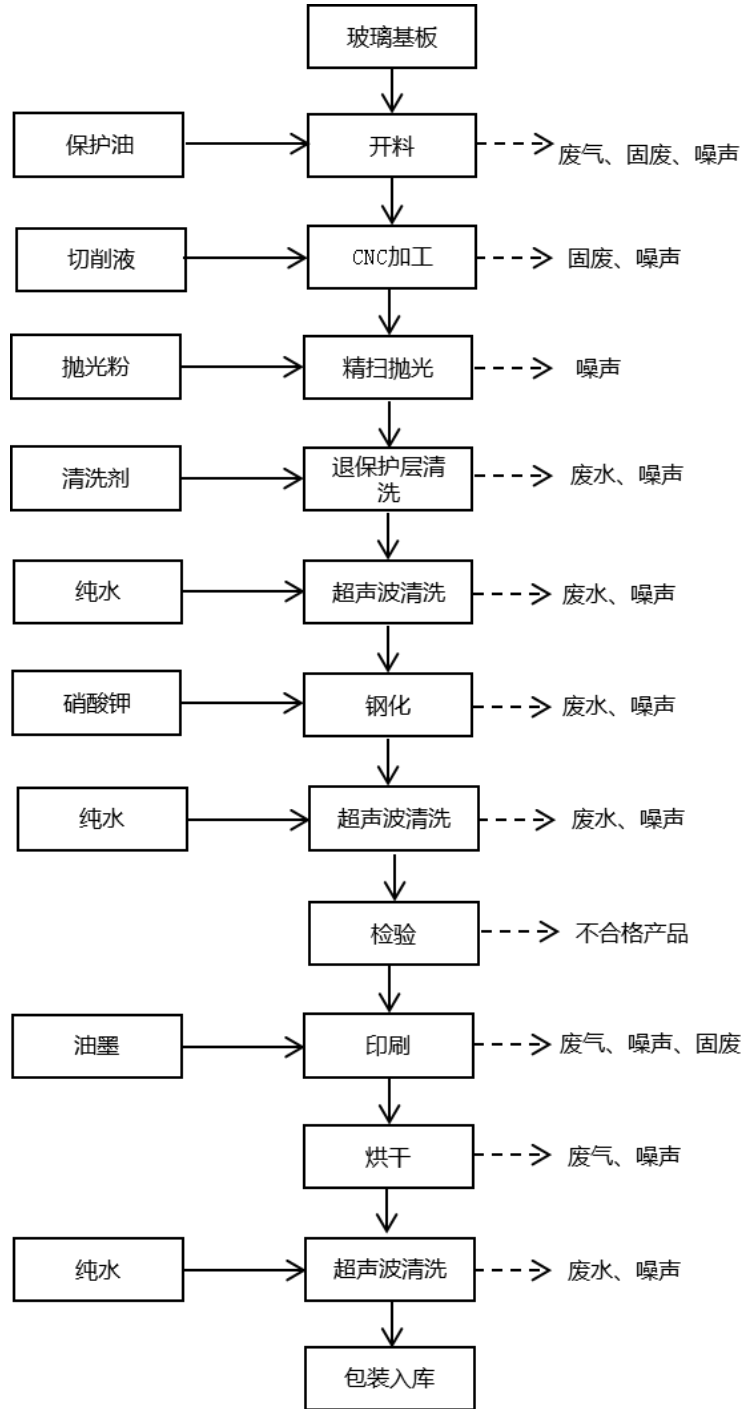 玻璃基板
保护油
开料
废气、固废、噪声
切削液
CNC加工
固废、噪声
抛光粉
精扫抛光
噪声
清洗剂
退保护层清
洗
废水、噪声
纯水
超声波清洗
废水、噪声
硝酸钾
钢化
废水、噪声
纯水
超声波清洗
废水、噪声
检验
不合格产品
油墨
印刷
废气、噪声、固废
烘干
废气、噪声
纯水
超声波清洗
废水、噪声
包装入库